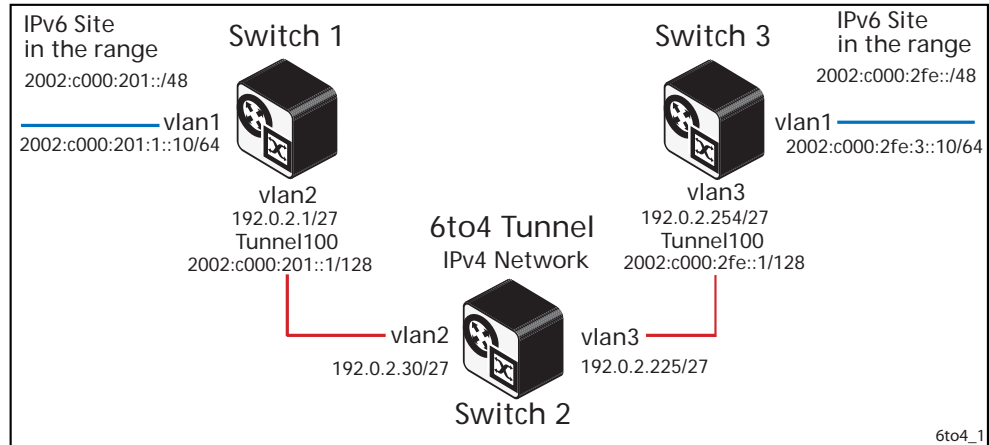 IPv6 Site
in the range
2002:c000:201::/48
Switch 1
Switch 3
IPv6 Site
in the range
2002:c000:2fe::/48
vlan1
2002:c000:201:1::10/64
vlan1
2002:c000:2fe:3::10/64
vlan2
192.0.2.1/27
Tunnel100
2002:c000:201::1/128
6to4 Tunnel
IPv4 Network
vlan3
192.0.2.254/27
Tunnel100
2002:c000:2fe::1/128
vlan2
192.0.2.30/27
vlan3
192.0.2.225/27
Switch 2
6to4_1